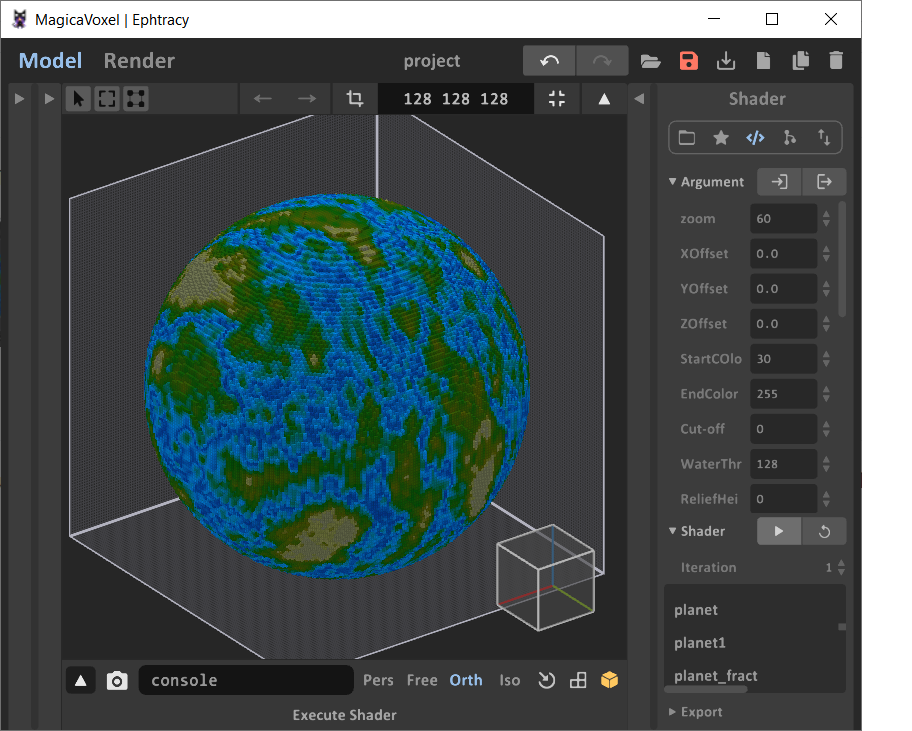 MagicaVoxel | Ephtracy
Model Render project
128 128 128
Shader
Argument
zoom 60
XOffset 0.0
YOffset 0.0
ZOffset 0.0
StartCOlo 30
EndColor 255
Cut-off 0
WaterThr 128
ReliefHei 0
Shader
Iteration 1
planet
planet1
planet_fract
Export
console Pers Free Orth Iso
Execute Shader